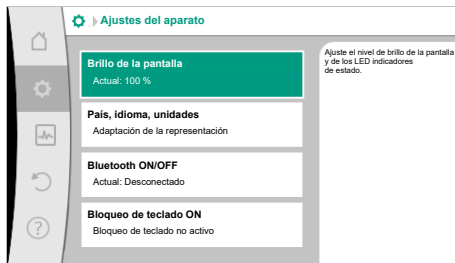 Ajustes del aparato
Brillo de la pantalla
Actual: 100 %
País, idioma, unidades
Adaptación de la representación
Bluetooth ON/OFF
Actual: Desconectado
Bloqueo de teclado ON
Bloqueo de teclado no activo
Ajuste el nivel de brillo de la pantalla
y de los LED indicadores
de estado.
?